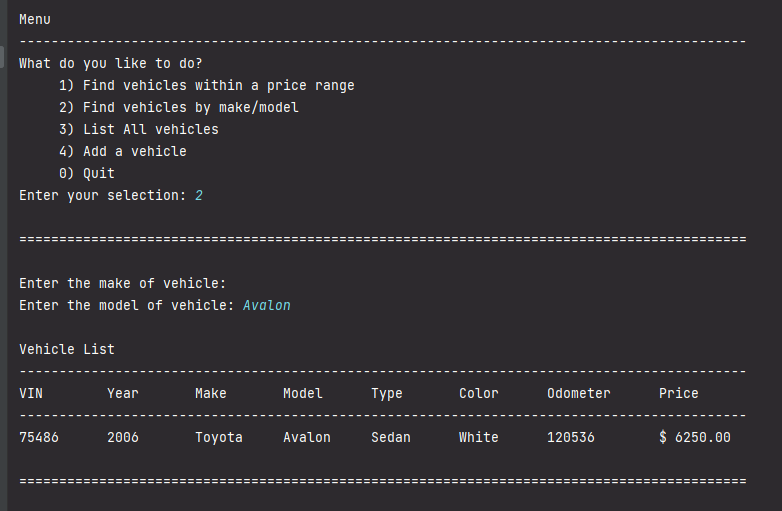 Menu
-------------------------------------------------------------------------------------------
What do you like to do?
     1) Find vehicles within a price range
     2) Find vehicles by make/model
     3) List All vehicles
     4) Add a vehicle
     0) Quit
Enter your selection: 2
===========================================================================================
Enter the make of vehicle:
Enter the model of vehicle: Avalon
Vehicle List
-------------------------------------------------------------------------------------------
VIN        Year       Make       Model      Type       Color      Odometer      Price
-------------------------------------------------------------------------------------------
75486      2006       Toyota     Avalon     Sedan      White      120536        $ 6250.00
===========================================================================================